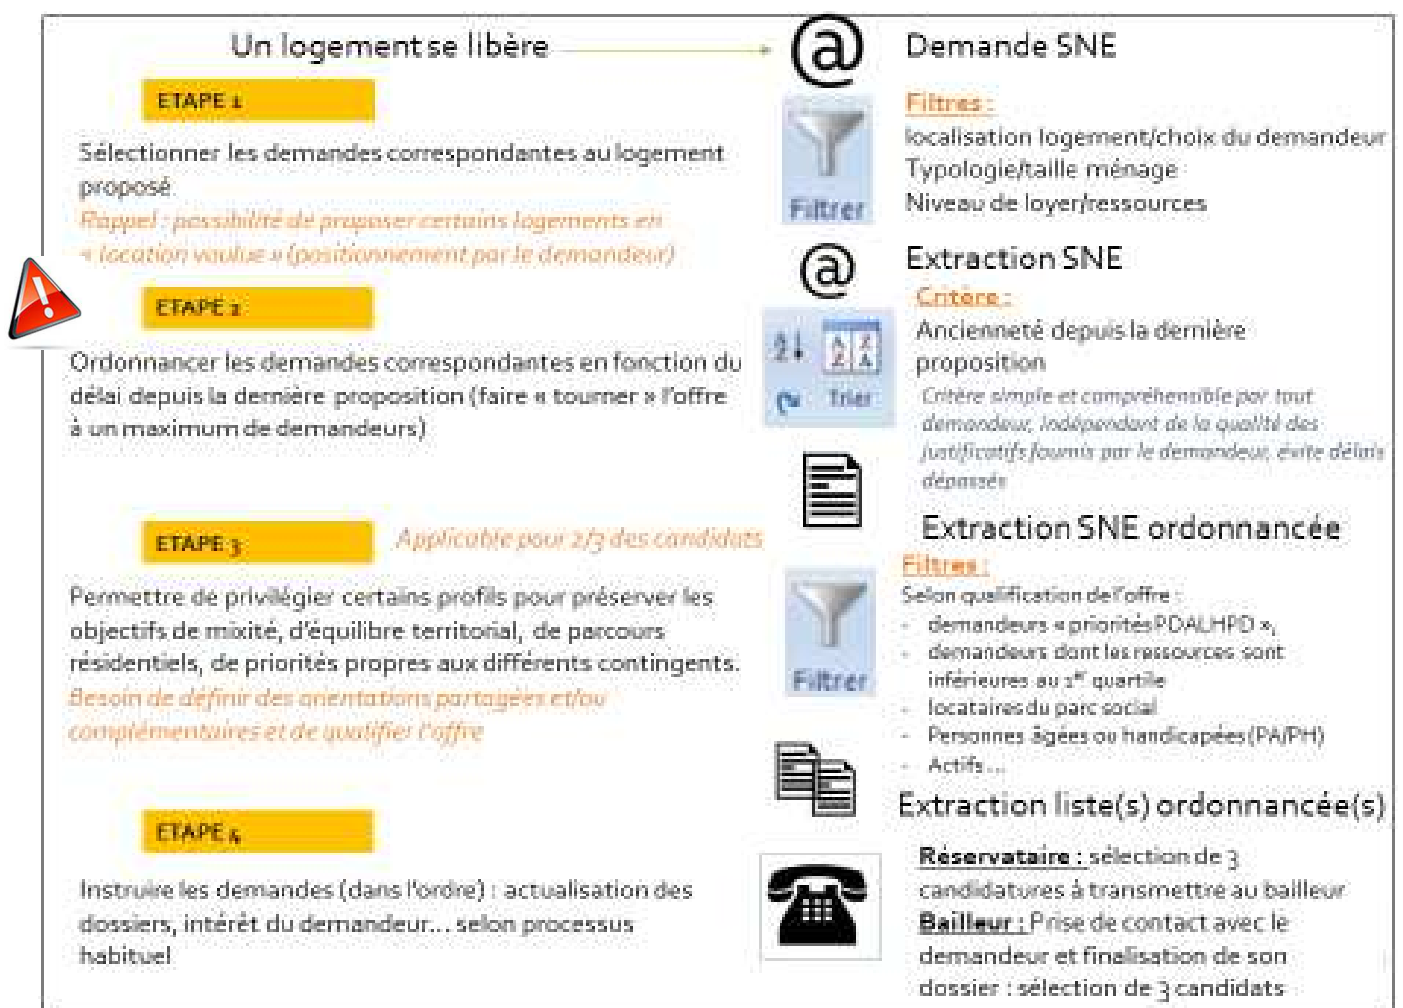 Un logement se libère
Demande SNE
ETAPE 1
Sélectionner les demandes correspondantes au logement
proposé
Rappel : possibilité de proposer certains logements en
« location voulue » (positionnement par le demandeur)
Filtrer
Filtres :
localisation logement/choix du demandeur
Typologie/taille ménage
Niveau de loyer/ressources
ETAPE 2
Ordonnancer les demandes correspondantes en fonction du
délai depuis la dernière proposition (faire « tourner » l'offre
à un maximum de demandeurs)
Trier
Extraction SNE
Critère :
Ancienneté depuis la dernière
proposition
Critère simple et compréhensible par tout
demandeur, indépendant de la qualité des
justificatifs fournis par le demandeur, évite délais
dépassés
ETAPE 3
Applicable pour 2/3 des candidats
Permettre de privilégier certains profils pour préserver les
objectifs de mixité, d'équilibre territorial, de parcours
résidentiels, de priorités propres aux différents contingents.
Besoin de définir des orientations partagées et/ou
complémentaires et de qualifier l'offre
Filtrer
Extraction SNE ordonnancée
Filtres :
Selon qualification de l'offre :
- demandeurs « priorités PDALHPD »,
- demandeurs dont les ressources sont
inférieures au 1er quartile
- locataires du parc social
- Personnes âgées ou handicapées (PA/PH)
- Actifs...
Extraction liste(s) ordonnancée(s)
ETAPE 4
Instruire les demandes (dans l'ordre) : actualisation des
dossiers, intérêt du demandeur... selon processus
habituel
Réservataire : sélection de 3
candidatures à transmettre au bailleur
Bailleur : Prise de contact avec le
demandeur et finalisation de son
dossier : sélection de 3 candidats